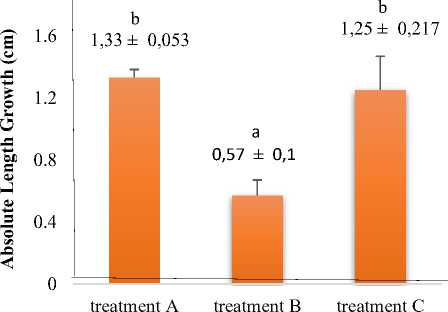 Absolute Length Growth (cm)
1.6
1.2
0.8
0.4
0
b
1,33 ± 0,053
a
0,57 ± 0,1
b
1,25 ± 0,217
treatment A
treatment B
treatment C